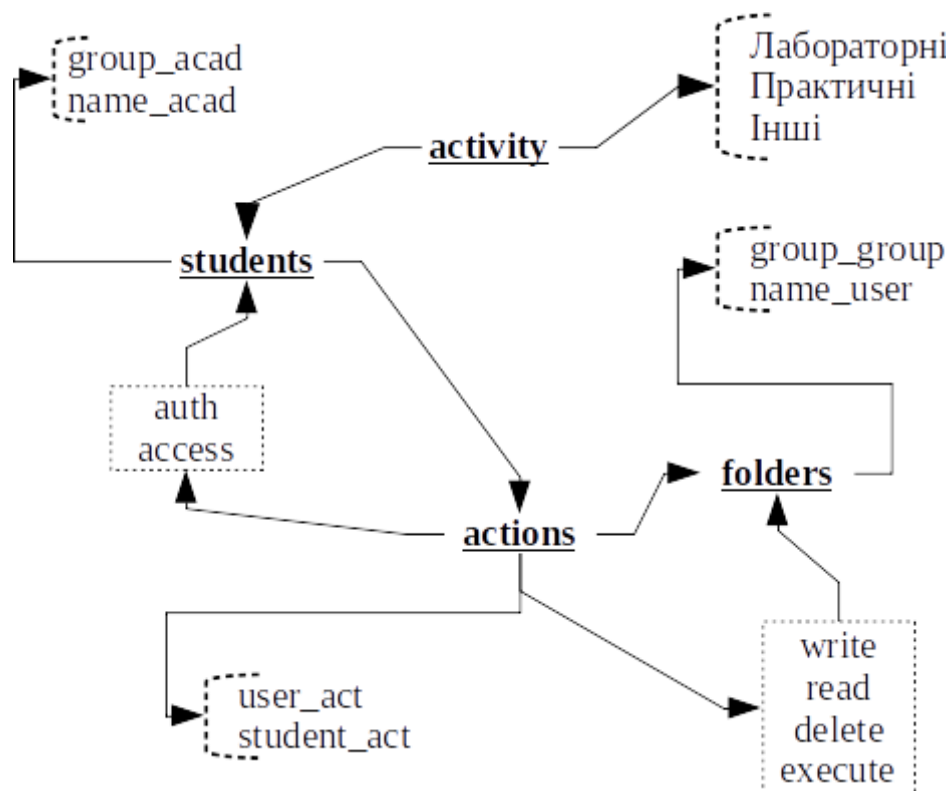 group_acad
name_acad
Лабораторні
Практичні
Інші
activity
students
group_group
name_user
auth
access
folders
actions
write
read
delete
execute
user_act
student_act